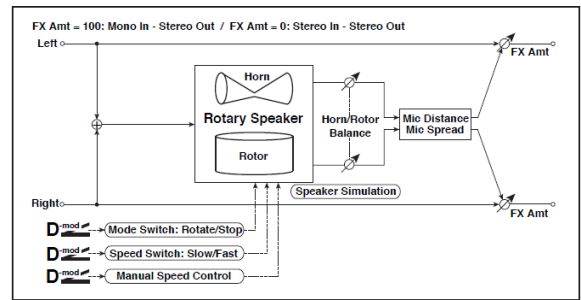 FX Amt = 100: Mono In - Stereo Out / FX Amt = 0: Stereo In - Stereo Out
Left
FX Amt
Horn
Rotary Speaker
Rotor
Horn/Rotor
Balance
Mic Distance
Mic Spread
Speaker Simulation
Right
FX Amt
D-mod
Mode Switch: Rotate/Stop
D-mod
Speed Switch: Slow/Fast
D-mod
Manual Speed Control